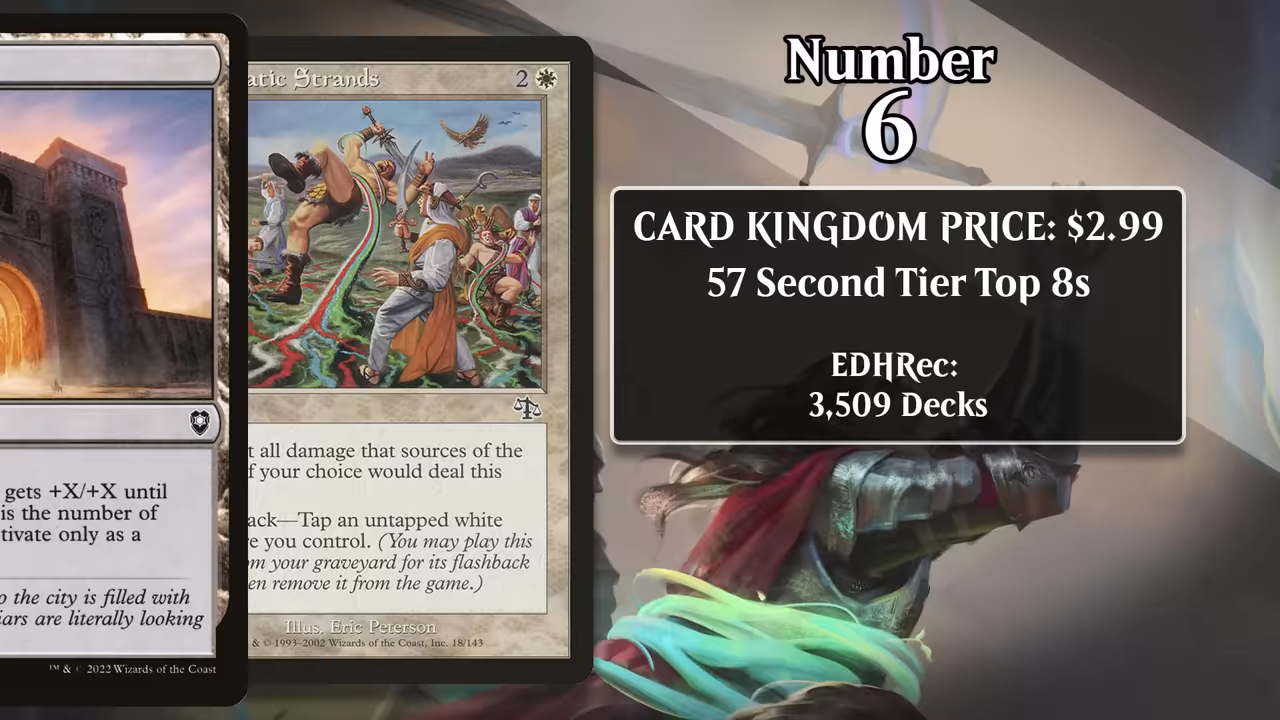 Number
6
CARD KINGDOM PRICE: $2.99
57 Second Tier Top 8s
EDHRec:
3,509 Decks
atic Strands 2
t all damage that sources of the
f your choice would deal this
ack—Tap an untapped white
e you control. (You may play this
om your graveyard for its flashback
en remove it from the game.)
Illus. Eric Peterson
& © 1993–2002 Wizards of the Coast, Inc. 18/143
gets +X/+X until
is the number of
tivate only as a
o the city is filled with
iars are literally looking
™ & © 2022 Wizards of the Coast